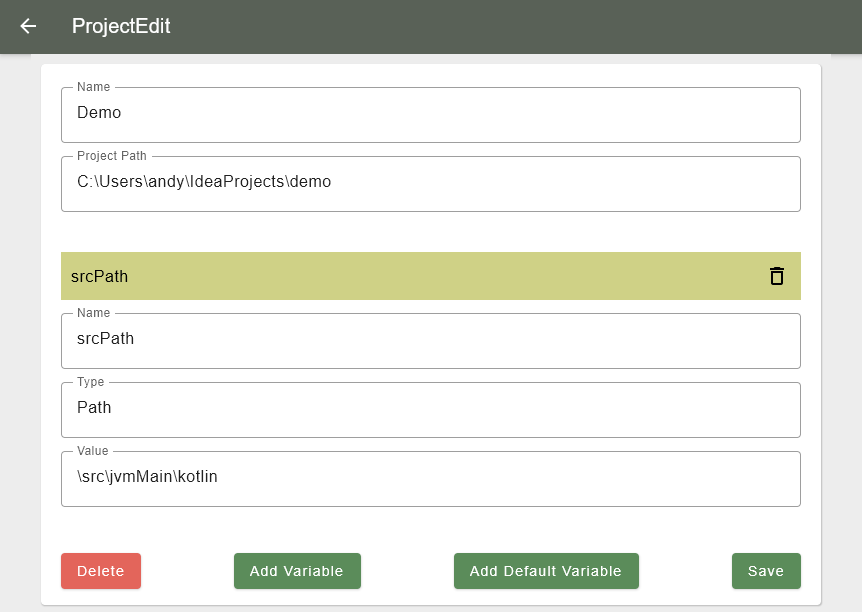 ProjectEdit
Name
Demo
Project Path
C:\Users\andy\IdeaProjects\demo
srcPath
Name
srcPath
Type
Path
Value
\src\jvmMain\kotlin
Delete Add Variable Add Default Variable Save